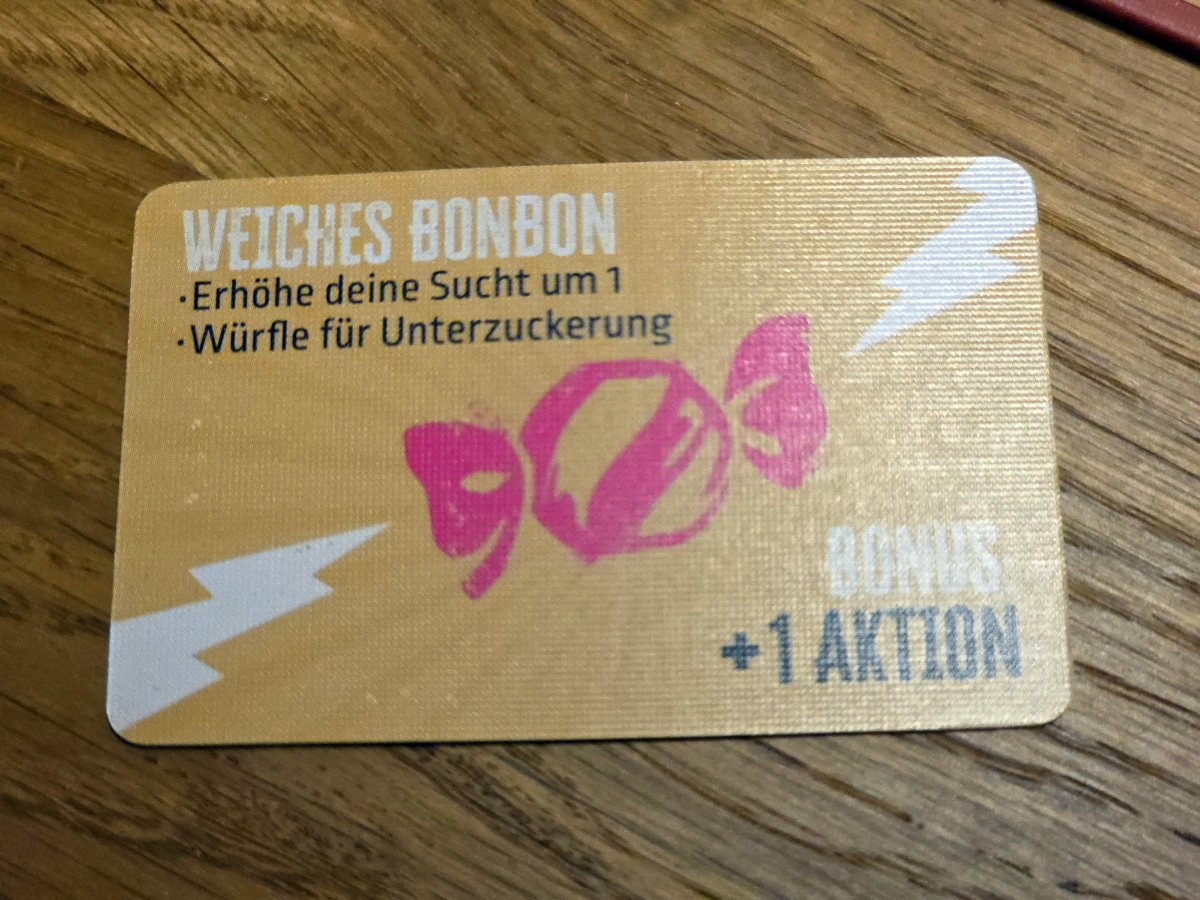 WEICHES BONBON
·Erhöhe deine Sucht um 1
·Würfle für Unterzuckerung
BONUS
+1 AKTION